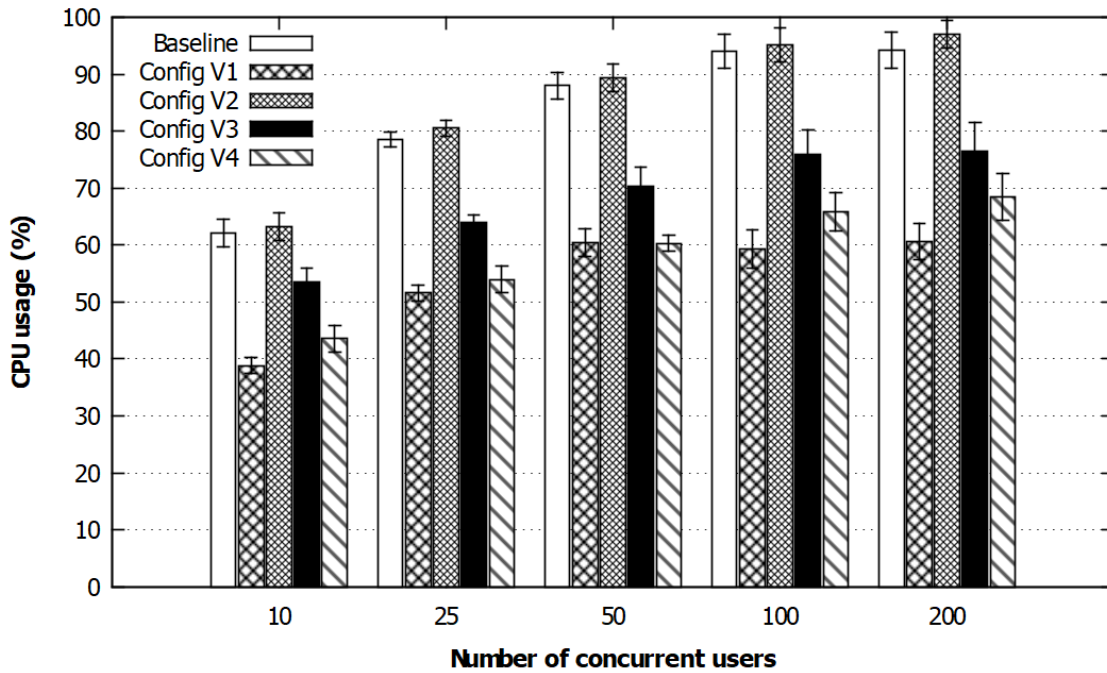 100
90
80
70
60
50
40
30
20
10
0
CPU usage (%)
Baseline
Config V1
Config V2
Config V3
Config V4
10 25 50 100 200
Number of concurrent users